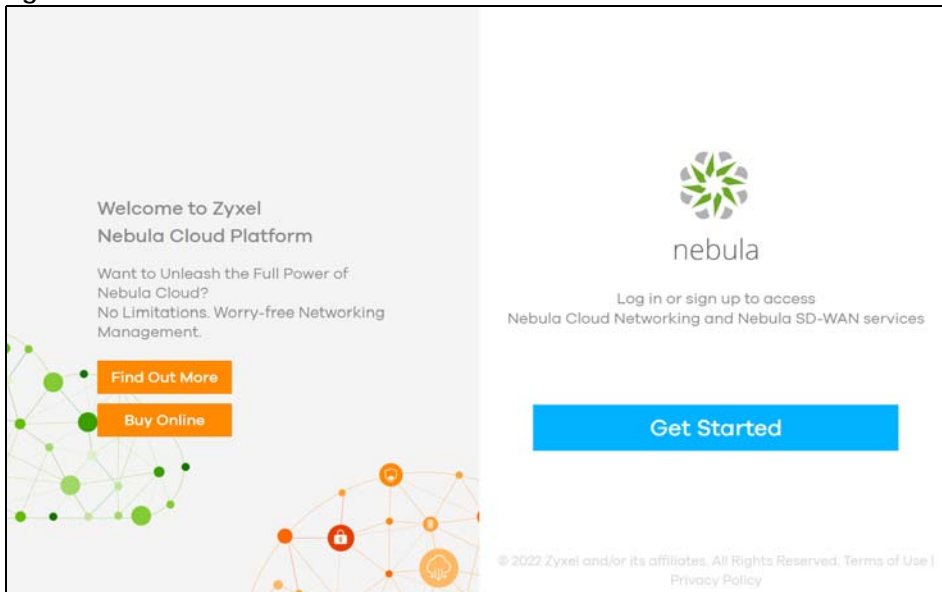 Welcome to Zyxel
Nebula Cloud Platform
Want to Unleash the Full Power of
Nebula Cloud?
No Limitations. Worry-free Networking
Management.
Find Out More
Buy Online
nebula
Log in or sign up to access
Nebula Cloud Networking and Nebula SD-WAN services
Get Started
© 2022 Zyxel and/or its affiliates. All Rights Reserved. Terms of Use |
Privacy Policy